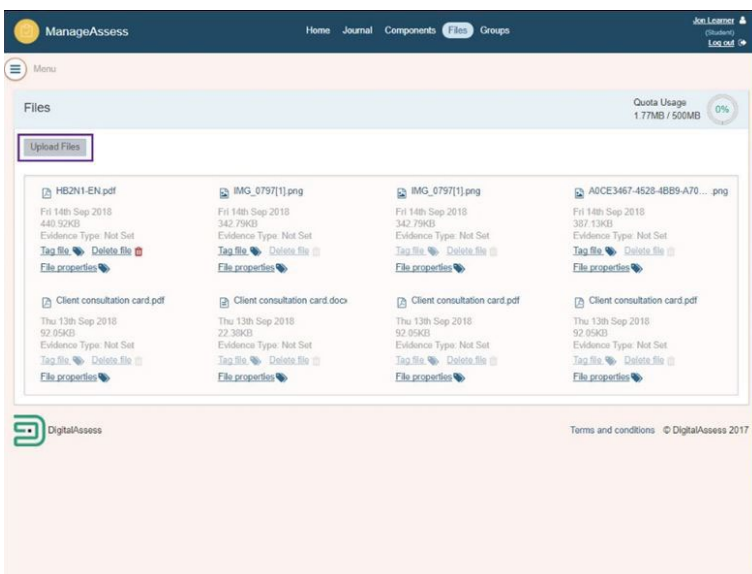 ManageAssess
Home Journal Components Files Groups
Jon Learner
(Student)
Log out
Menu
Files
Quota Usage
1.77MB / 500MB
0%
Upload Files
HB2N1-EN.pdf
Fri 14th Sep 2018
440.92KB
Evidence Type: Not Set
Tag file Delete file
File properties
IMG_0797[1].png
Fri 14th Sep 2018
342.79KB
Evidence Type: Not Set
Tag file Delete file
File properties
IMG_0797[1].png
Fri 14th Sep 2018
342.79KB
Evidence Type: Not Set
Tag file Delete file
File properties
A0CE3467-4528-4BB9-A70... .png
Fri 14th Sep 2018
387.13KB
Evidence Type: Not Set
Tag file Delete file
File properties
Client consultation card.pdf
Thu 13th Sep 2018
92.05KB
Evidence Type: Not Set
Tag file Delete file
File properties
Client consultation card.docx
Thu 13th Sep 2018
22.38KB
Evidence Type: Not Set
Tag file Delete file
File properties
Client consultation card.pdf
Thu 13th Sep 2018
92.05KB
Evidence Type: Not Set
Tag file Delete file
File properties
Client consultation card.pdf
Thu 13th Sep 2018
92.05KB
Evidence Type: Not Set
Tag file Delete file
File properties
DigitalAssess
Terms and conditions © DigitalAssess 2017